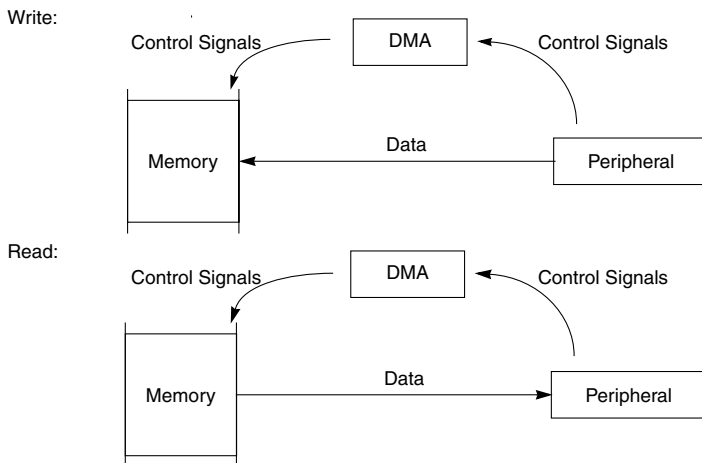 Write:
Control Signals
DMA
Control Signals
Memory
Data
Peripheral
Read:
Control Signals
DMA
Control Signals
Memory
Data
Peripheral